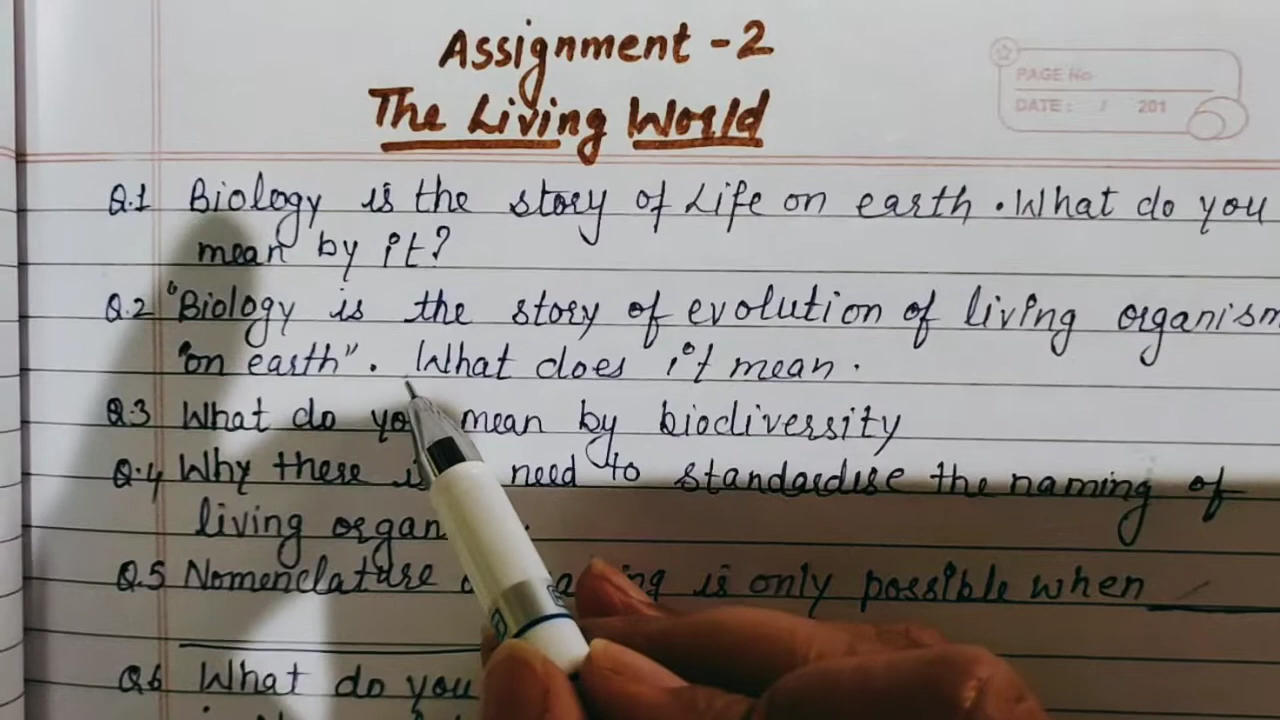 Assignment - 2
The Living World
PAGE No
DATE : / 201
Q.1 Biology is the story of Life on earth. What do you
mean by it?
Q.2 "Biology is the story of evolution of living organism
"on earth". What does it mean.
Q.3 What do you mean by biodiversity
Q.4 Why there is need to standardise the naming of
living organ
Q.5 Nomenclature is only possible when
Q6 What do you